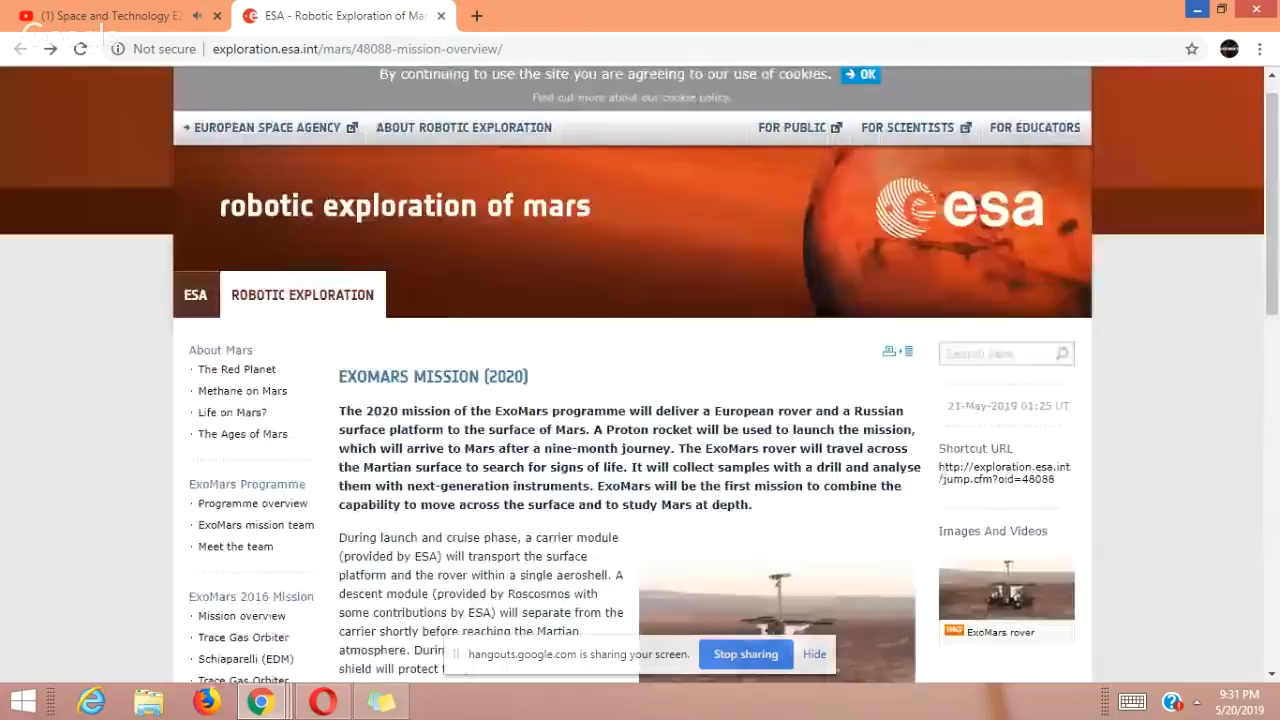 (1) Space and Technology E
ESA - Robotic Exploration of Mar
Not secure
exploration.esa.int/mars/48088-mission-overview/
By continuing to use the site you are agreeing to our use of cookies.
OK
Find out more about our cookie policy.
EUROPEAN SPACE AGENCY
ABOUT ROBOTIC EXPLORATION
FOR PUBLIC
FOR SCIENTISTS
FOR EDUCATORS
robotic exploration of mars
esa
ESA
ROBOTIC EXPLORATION
About Mars
The Red Planet
Methane on Mars
Life on Mars?
The Ages of Mars
ExoMars Programme
Programme overview
ExoMars mission team
Meet the team
ExoMars 2016 Mission
Mission overview
Trace Gas Orbiter
Schiaparelli (EDM)
Trace Gas Orbiter
EXOMARS MISSION (2020)
The 2020 mission of the ExoMars programme will deliver a European rover and a Russian
surface platform to the surface of Mars. A Proton rocket will be used to launch the mission,
which will arrive to Mars after a nine-month journey. The ExoMars rover will travel across
the Martian surface to search for signs of life. It will collect samples with a drill and analyse
them with next-generation instruments. ExoMars will be the first mission to combine the
capability to move across the surface and to study Mars at depth.
During launch and cruise phase, a carrier module
(provided by ESA) will transport the surface
platform and the rover within a single aeroshell. A
descent module (provided by Roscosmos with
some contributions by ESA) will separate from the
carrier shortly before reaching the Martian
atmosphere. Durin
shield will protect
Search here
21-May-2019 01:25 UT
Shortcut URL
http://exploration.esa.int
/jump.cfm?oid=48088
Images And Videos
IMG
ExoMars rover
hangouts.google.com is sharing your screen.
Stop sharing
Hide
9:31 PM
5/20/2019